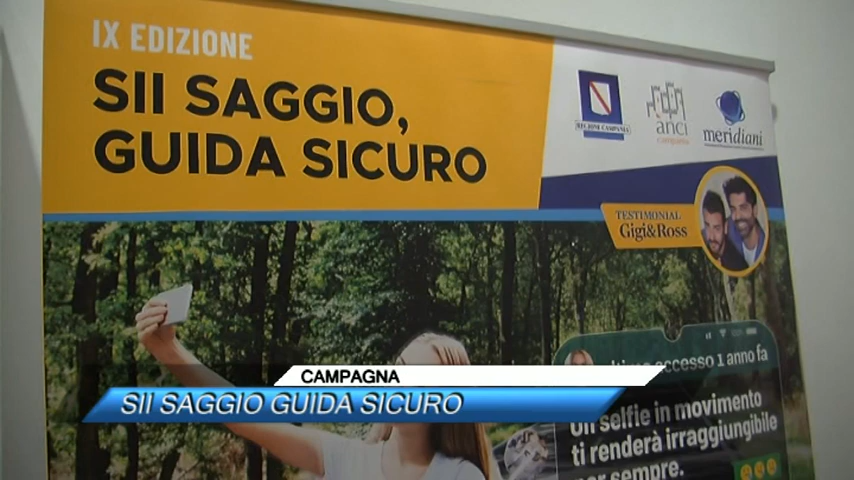 IX EDIZIONE
SII SAGGIO,
GUIDA SICURO
REGIONE CAMPANIA
anci
campania
meridiani
TESTIMONIAL
Gigi&Ross
ultimo accesso 1 anno fa
Un selfie in movimento
ti renderà irraggiungibile
per sempre.
CAMPAGNA
SII SAGGIO GUIDA SICURO